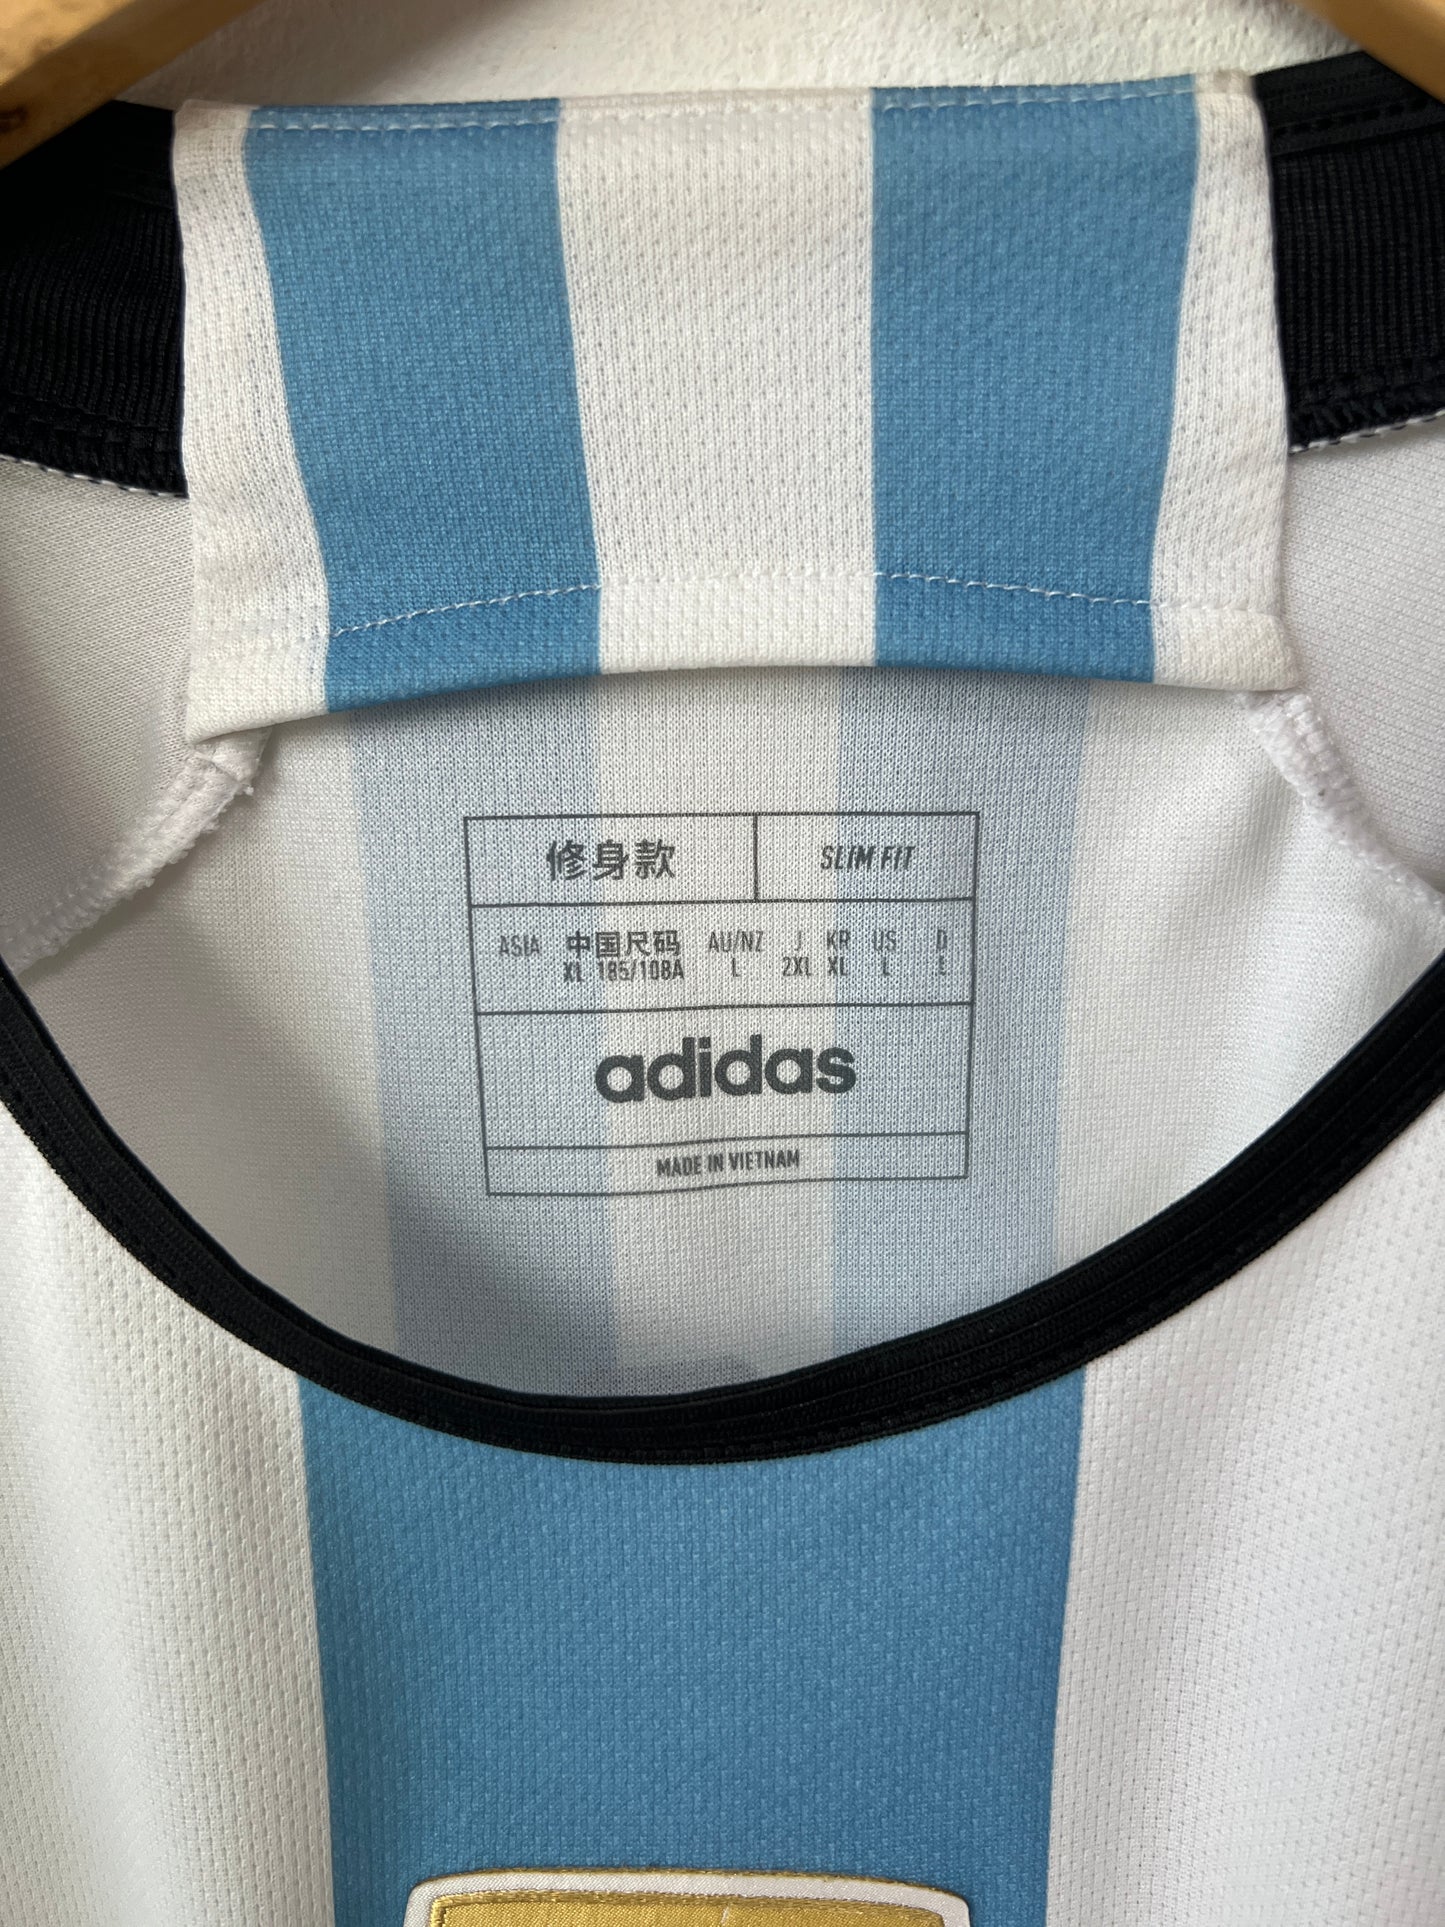 修身款 SLIM FIT
ASIA 中国尺码 AU/NZ J KR US D
XL 185/108A L 2XL XL L L
adidas
MADE IN VIETNAM